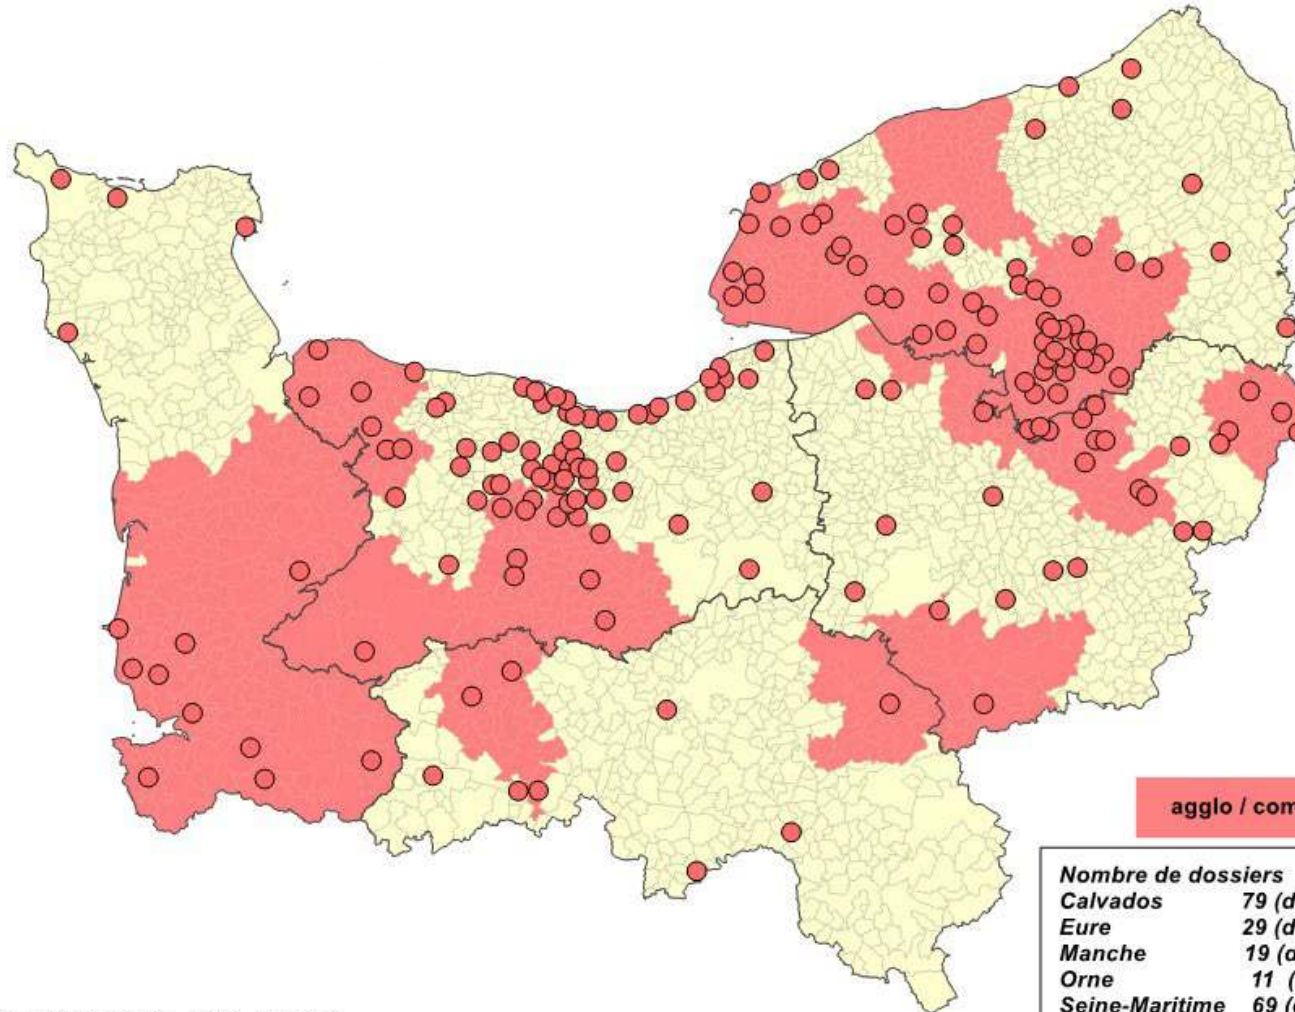 agglo / com
Nombre de dossiers
Calvados 79 (d
Eure 29 (d
Manche 19 (d
Orne 11 (
Seine-Maritime 69 (